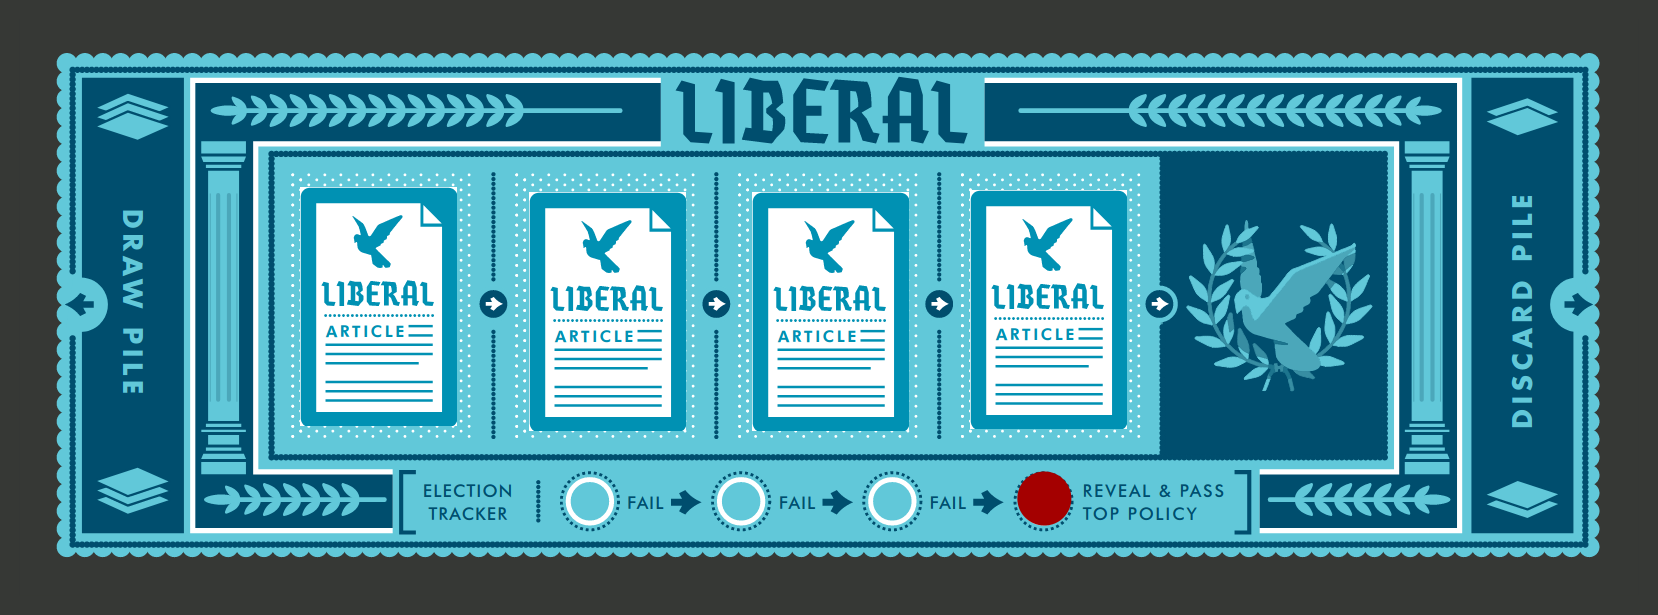 LIBERAL
DRAW PILE
LIBERAL
ARTICLE
LIBERAL
ARTICLE
LIBERAL
ARTICLE
LIBERAL
ARTICLE
DISCARD PILE
ELECTION
TRACKER
FAIL
FAIL
FAIL
REVEAL & PASS
TOP POLICY